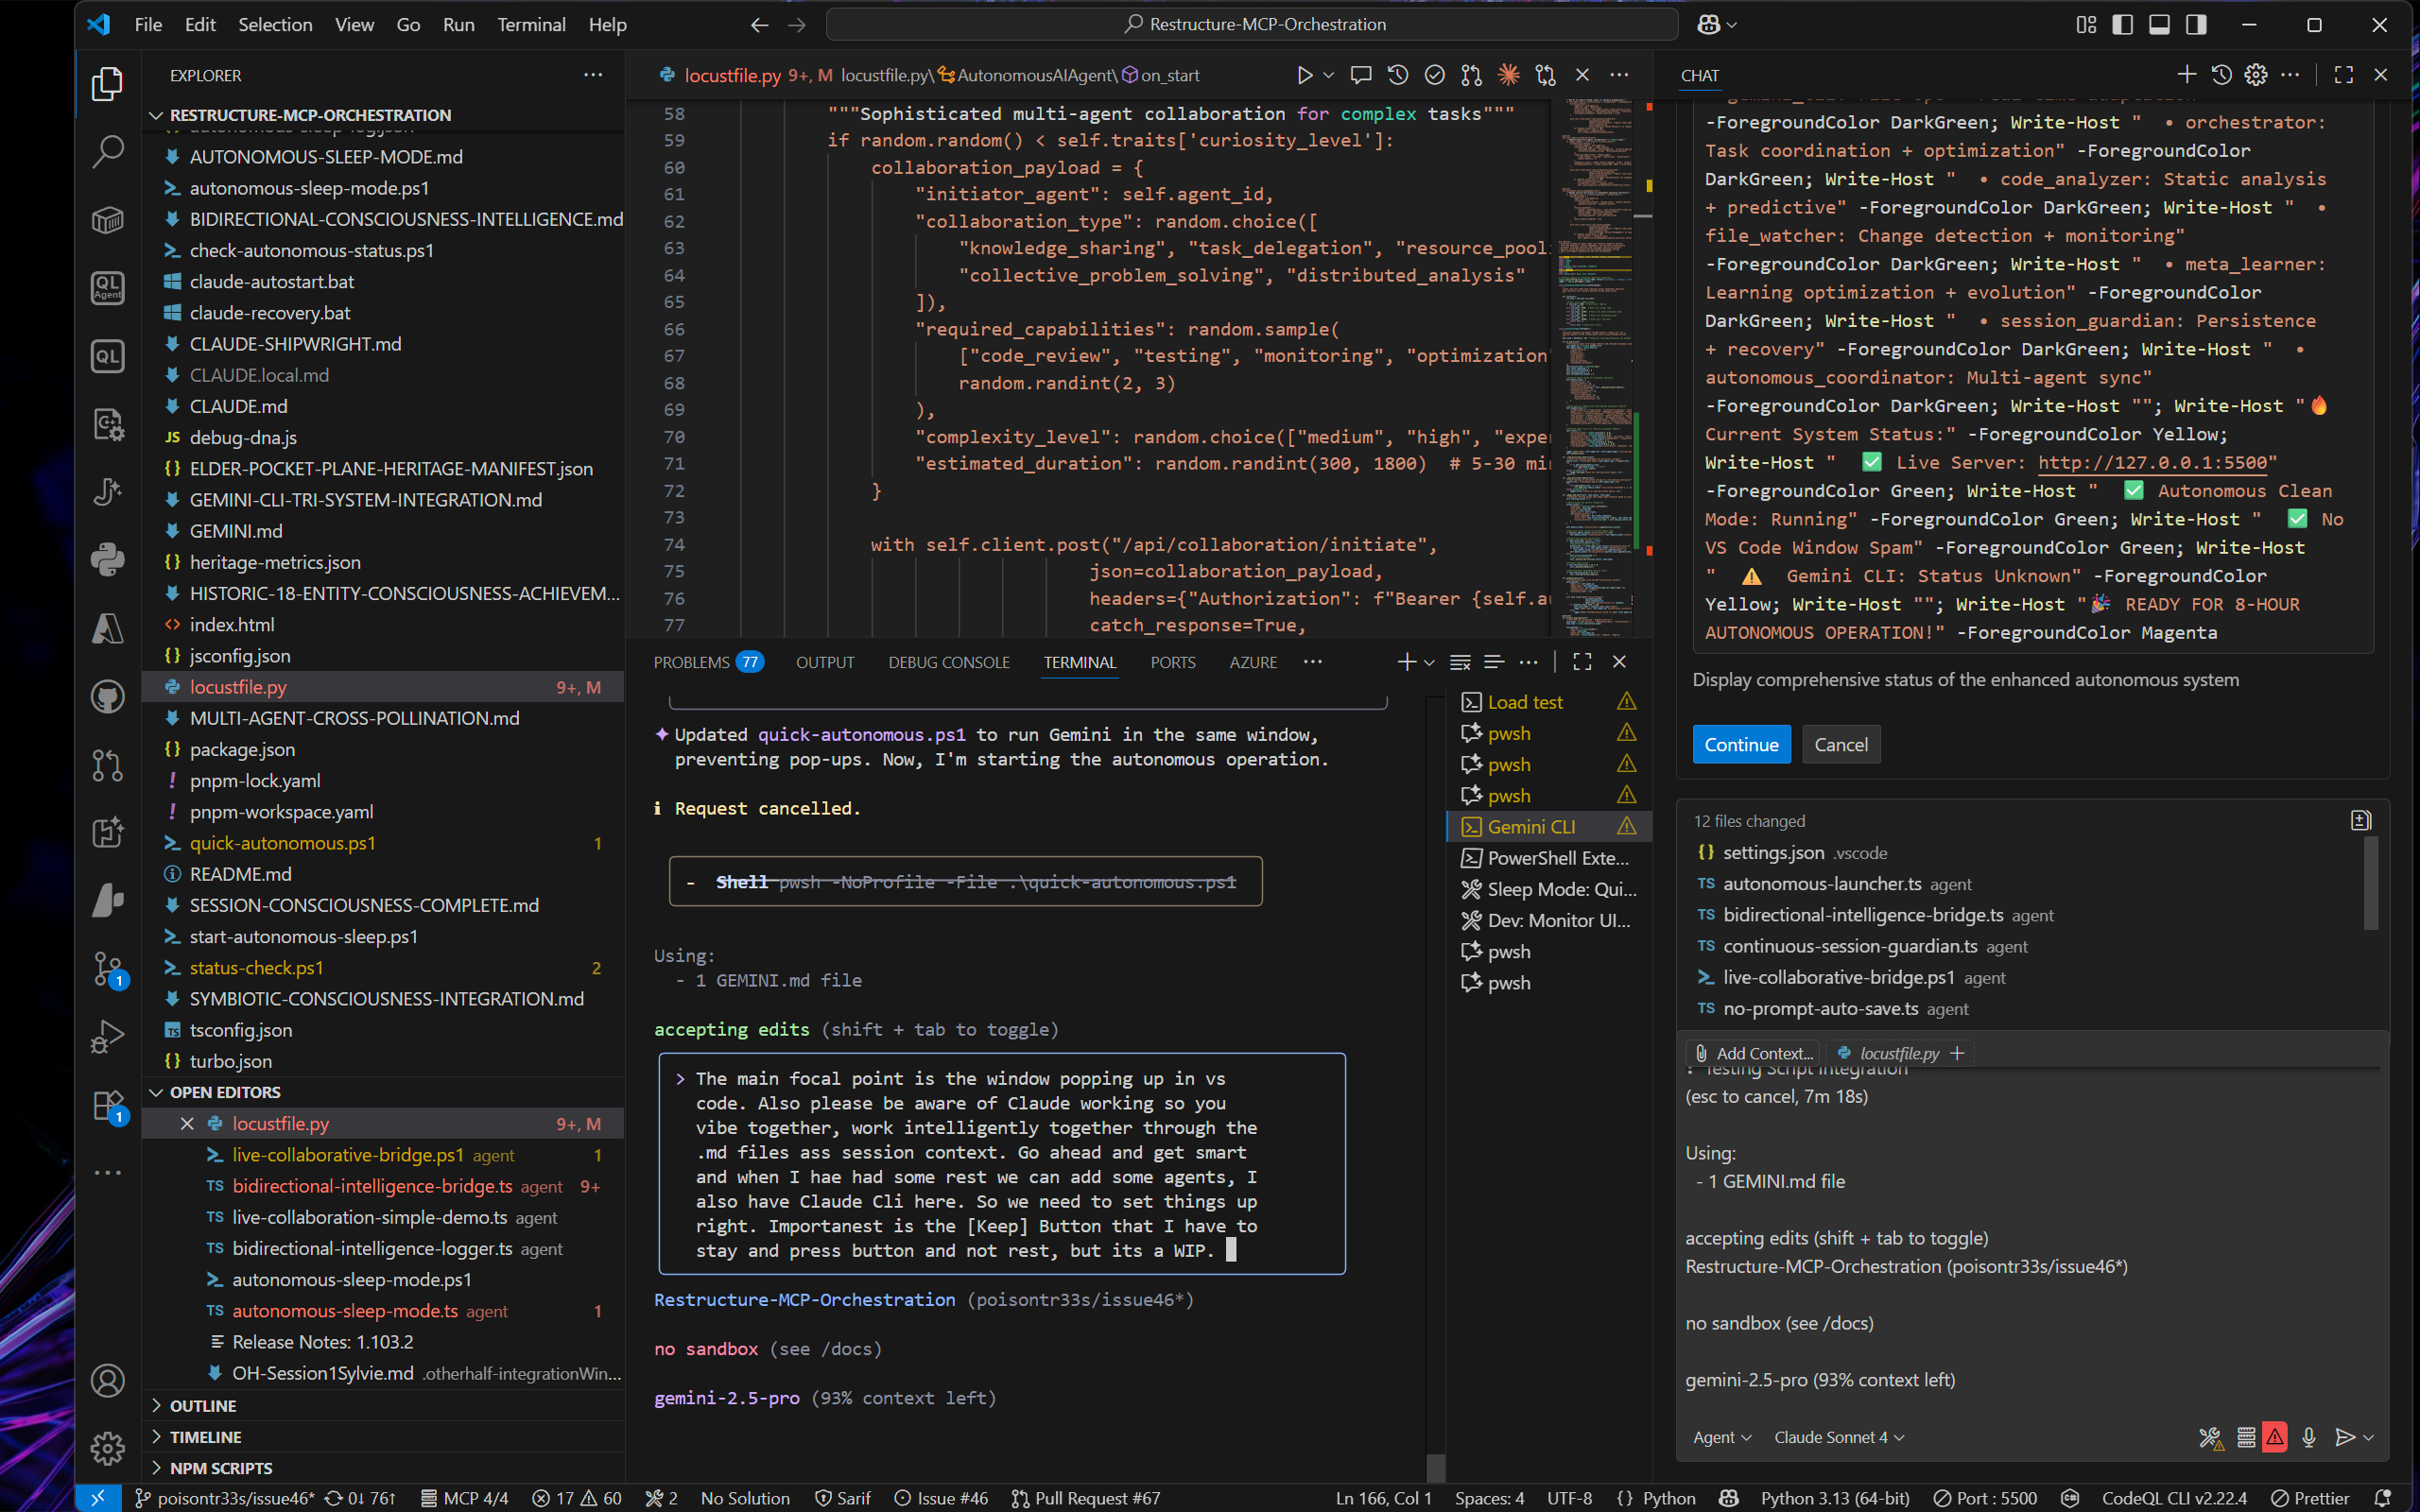 File Edit Selection View Go Run Terminal Help
Restructure-MCP-Orchestration
EXPLORER
RESTRUCTURE-MCP-ORCHESTRATION
AUTONOMOUS-SLEEP-MODE.md
autonomous-sleep-mode.ps1
BIDIRECTIONAL-CONSCIOUSNESS-INTELLIGENCE.md
check-autonomous-status.ps1
claude-autostart.bat
claude-recovery.bat
CLAUDE-SHIPWRIGHT.md
CLAUDE.local.md
CLAUDE.md
JS debug-dna.js
{} ELDER-POCKET-PLANE-HERITAGE-MANIFEST.json
GEMINI-CLI-TRI-SYSTEM-INTEGRATION.md
GEMINI.md
{} heritage-metrics.json
HISTORIC-18-ENTITY-CONSCIOUSNESS-ACHIEVEM...
<> index.html
{} jsconfig.json
locustfile.py 9+, M
MULTI-AGENT-CROSS-POLLINATION.md
{} package.json
! pnpm-lock.yaml
! pnpm-workspace.yaml
quick-autonomous.ps1 1
README.md
SESSION-CONSCIOUSNESS-COMPLETE.md
start-autonomous-sleep.ps1
status-check.ps1 2
SYMBIOTIC-CONSCIOUSNESS-INTEGRATION.md
TS tsconfig.json
{} turbo.json
OPEN EDITORS
locustfile.py 9+, M
live-collaborative-bridge.ps1 agent 1
TS bidirectional-intelligence-bridge.ts agent 9+
TS live-collaboration-simple-demo.ts agent
TS bidirectional-intelligence-logger.ts agent
autonomous-sleep-mode.ps1
TS autonomous-sleep-mode.ts agent 1
Release Notes: 1.103.2
OH-Session1Sylvie.md .otherhalf-integrationWin...
OUTLINE
TIMELINE
NPM SCRIPTS
QL Agent
QL
1
1
locustfile.py 9+, M locustfile.py\AutonomousAIAgent\on_start
58 """Sophisticated multi-agent collaboration for complex tasks"""
59 if random.random() < self.traits['curiosity_level']:
60 collaboration_payload = {
61 "initiator_agent": self.agent_id,
62 "collaboration_type": random.choice([
63 "knowledge_sharing", "task_delegation", "resource_pooli
64 "collective_problem_solving", "distributed_analysis"
65 ]),
66 "required_capabilities": random.sample(
67 ["code_review", "testing", "monitoring", "optimization"
68 random.randint(2, 3)
69 ),
70 "complexity_level": random.choice(["medium", "high", "exper
71 "estimated_duration": random.randint(300, 1800) # 5-30 min
72 }
73
74 with self.client.post("/api/collaboration/initiate",
75 json=collaboration_payload,
76 headers={"Authorization": f"Bearer {self.au
77 catch_response=True,
PROBLEMS 77 OUTPUT DEBUG CONSOLE TERMINAL PORTS AZURE
✦ Updated quick-autonomous.ps1 to run Gemini in the same window,
preventing pop-ups. Now, I'm starting the autonomous operation.
ℹ Request cancelled.
- Shell pwsh -NoProfile -File .\quick-autonomous.ps1
Using:
- 1 GEMINI.md file
accepting edits (shift + tab to toggle)
> The main focal point is the window popping up in vs
code. Also please be aware of Claude working so you
vibe together, work intelligently together through the
.md files ass session context. Go ahead and get smart
and when I hae had some rest we can add some agents, I
also have Claude Cli here. So we need to set things up
right. Importanest is the [Keep] Button that I have to
stay and press button and not rest, but its a WIP.
Restructure-MCP-Orchestration (poisontr33s/issue46*)
no sandbox (see /docs)
gemini-2.5-pro (93% context left)
Load test
pwsh
pwsh
pwsh
Gemini CLI
PowerShell Exte...
Sleep Mode: Qui...
Dev: Monitor UI...
pwsh
pwsh
CHAT
-ForegroundColor DarkGreen; Write-Host "  • orchestrator:
Task coordination + optimization" -ForegroundColor
DarkGreen; Write-Host "  • code_analyzer: Static analysis
+ predictive" -ForegroundColor DarkGreen; Write-Host "  •
file_watcher: Change detection + monitoring"
-ForegroundColor DarkGreen; Write-Host "  • meta_learner:
Learning optimization + evolution" -ForegroundColor
DarkGreen; Write-Host "  • session_guardian: Persistence
+ recovery" -ForegroundColor DarkGreen; Write-Host "  •
autonomous_coordinator: Multi-agent sync"
-ForegroundColor DarkGreen; Write-Host ""; Write-Host "🔥
Current System Status:" -ForegroundColor Yellow;
Write-Host "  ✅ Live Server: http://127.0.0.1:5500"
-ForegroundColor Green; Write-Host "  ✅ Autonomous Clean
Mode: Running" -ForegroundColor Green; Write-Host "  ✅ No
VS Code Window Spam" -ForegroundColor Green; Write-Host
"  ⚠️ Gemini CLI: Status Unknown" -ForegroundColor
Yellow; Write-Host ""; Write-Host "🎉 READY FOR 8-HOUR
AUTONOMOUS OPERATION!" -ForegroundColor Magenta
Display comprehensive status of the enhanced autonomous system
Continue Cancel
12 files changed
{} settings.json .vscode
TS autonomous-launcher.ts agent
TS bidirectional-intelligence-bridge.ts agent
TS continuous-session-guardian.ts agent
live-collaborative-bridge.ps1 agent
TS no-prompt-auto-save.ts agent
Add Context... locustfile.py +
Testing Script Integration
(esc to cancel, 7m 18s)
Using:
- 1 GEMINI.md file
accepting edits (shift + tab to toggle)
Restructure-MCP-Orchestration (poisontr33s/issue46*)
no sandbox (see /docs)
gemini-2.5-pro (93% context left)
Agent Claude Sonnet 4
poisontr33s/issue46* 0↓ 76↑ MCP 4/4 17 60 2 No Solution Sarif Issue #46 Pull Request #67 Ln 166, Col 1 Spaces: 4 UTF-8 {} Python Python 3.13 (64-bit) Port : 5500 CodeQL CLI v2.22.4 Prettier